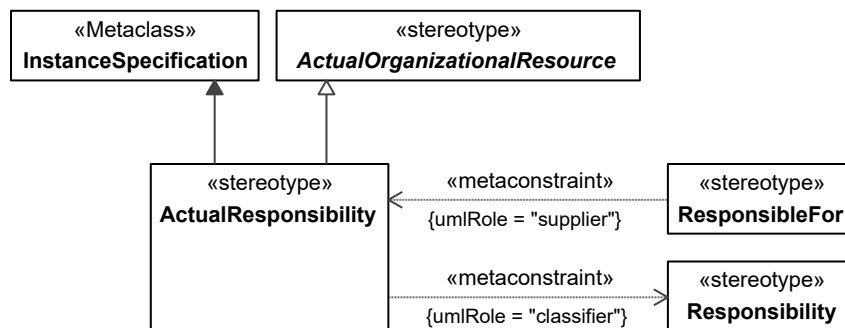 «Metaclass»
InstanceSpecification
«stereotype»
ActualOrganizationalResource
«stereotype»
ActualResponsibility
«metaconstraint»
{umlRole = "supplier"}
«stereotype»
ResponsibleFor
«metaconstraint»
{umlRole = "classifier"}
«stereotype»
Responsibility